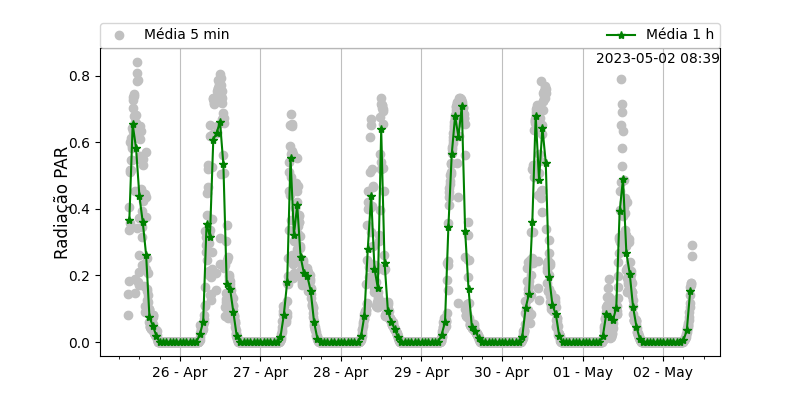 Média 5 min
Média 1 h
2023-05-02 08:39
Radiação PAR
0.8
0.6
0.4
0.2
0.0
26 - Apr
27 - Apr
28 - Apr
29 - Apr
30 - Apr
01 - May
02 - May